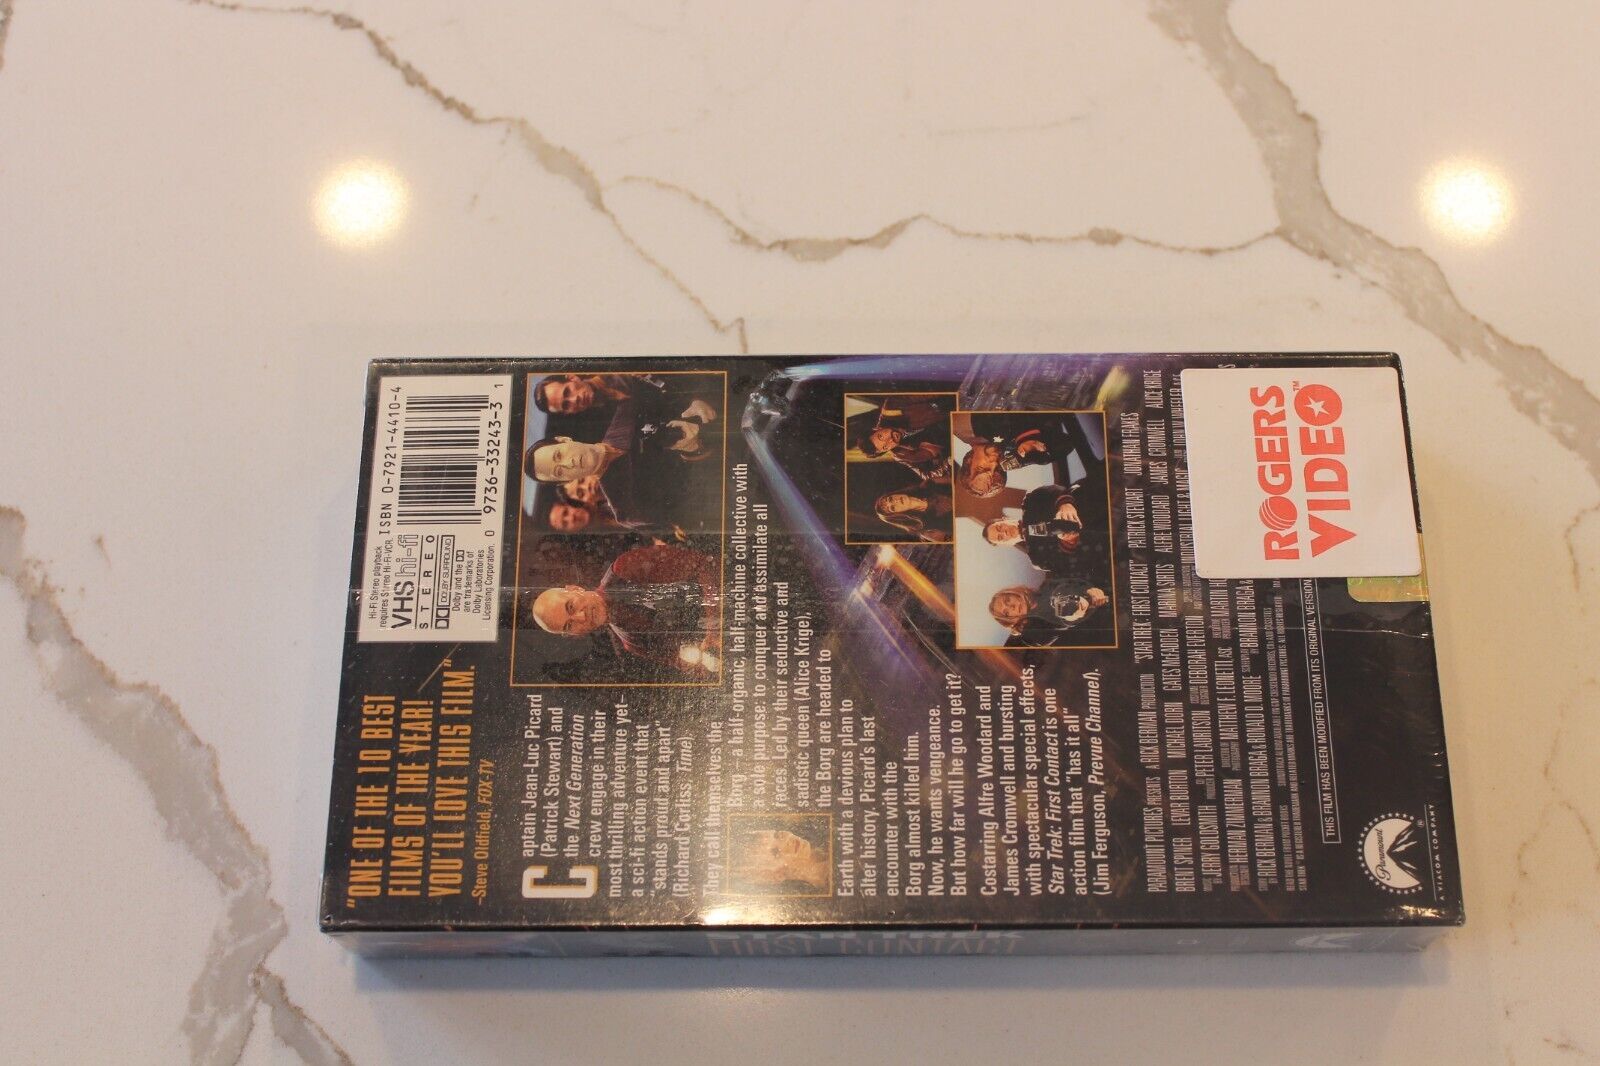 "ONE OF THE 10 BEST
FILMS OF THE YEAR!
YOU'LL LOVE THIS FILM."
–Steve Oldfield, FOX-TV
Hi-Fi Stereo playback
requires Stereo Hi-Fi VCR.
VHS hi-fi
STEREO
DOLBY SURROUND
Dolby and the
are trademarks of
Dolby Laboratories
Licensing Corporation.
ISBN 0-7921-4410-4
0 9736-33243-3 1
Captain Jean-Luc Picard
(Patrick Stewart) and
the Next Generation
crew engage in their
most thrilling adventure yet–
a sci-fi action event that
"stands proud and apart"
(Richard Corliss, Time).
They call themselves the
Borg – a half-organic, half-machine collective with
a sole purpose: to conquer and assimilate all
faces. Led by their seductive and
sadistic queen (Alice Krige),
the Borg are headed to
Earth with a devious plan to
alter history. Picard's last
encounter with the
Borg almost killed him.
Now, he wants vengeance.
But how far will he go to get it?
Costarring Alfre Woodard and
James Cromwell and bursting
with spectacular special effects,
Star Trek: First Contact is one
action film that "has it all"
(Jim Ferguson, Prevue Channel).
PARAMOUNT PICTURES PRESENTS A RICK BERMAN PRODUCTION "STAR TREK: FIRST CONTACT" PATRICK STEWART JONATHAN FRAKES
BRENT SPINER LEVAR BURTON MICHAEL DORN GATES McFADDEN MARINA SIRTIS ALFRE WOODARD JAMES CROMWELL ALICE KRIGE
JERRY GOLDSMITH PETER LAURITSON DEBORAH EVERTON
HERMAN ZIMMERMAN MATTHEW F. LEONETTI, ASC MARTIN
RICK BERMAN & BRANNON BRAGA & RONALD D. MOORE BRANNON BRAGA &
THIS FILM HAS BEEN MODIFIED FROM ITS ORIGINAL VERSION
Paramount
A VIACOM COMPANY
ROGERS
VIDEO™
FIRST CONTACT